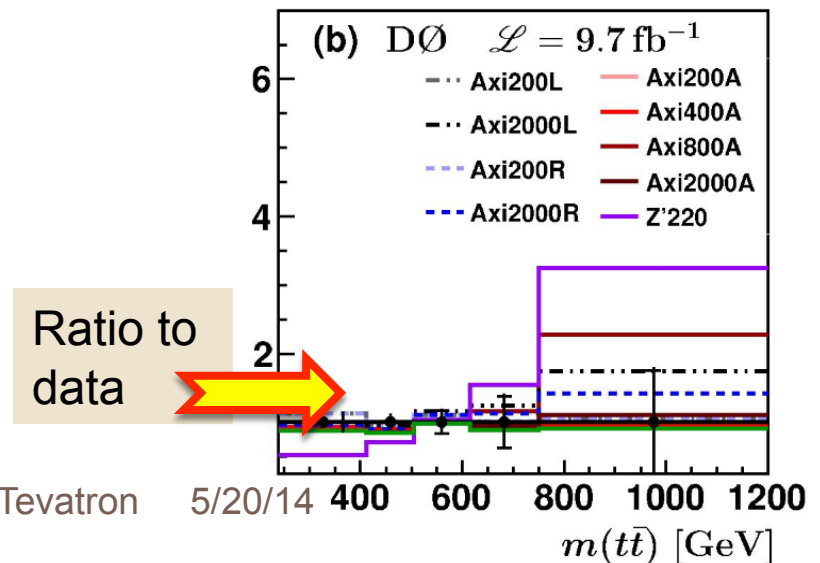 (b) DØ ℒ = 9.7 fb⁻¹
6
4
2
Axi200L
Axi2000L
Axi200R
Axi2000R
Axi200A
Axi400A
Axi800A
Axi2000A
Z'220
Ratio to
data
Tevatron 5/20/14
400 600 800 1000 1200
m(tt̄) [GeV]